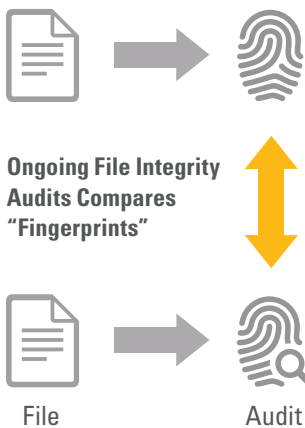 Ongoing File Integrity
Audits Compares
“Fingerprints”
File
Audit